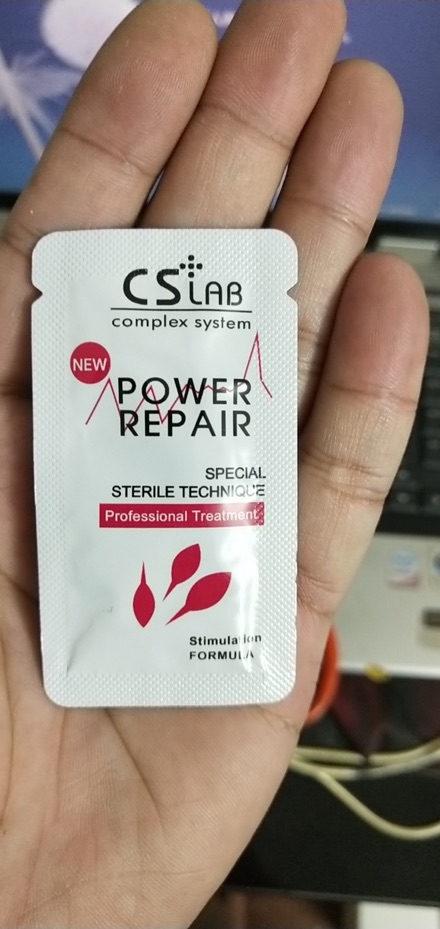 CS LAB
complex system
NEW
POWER
REPAIR
SPECIAL
STERILE TECHNIQUE
Professional Treatment
Stimulation
FORMULA